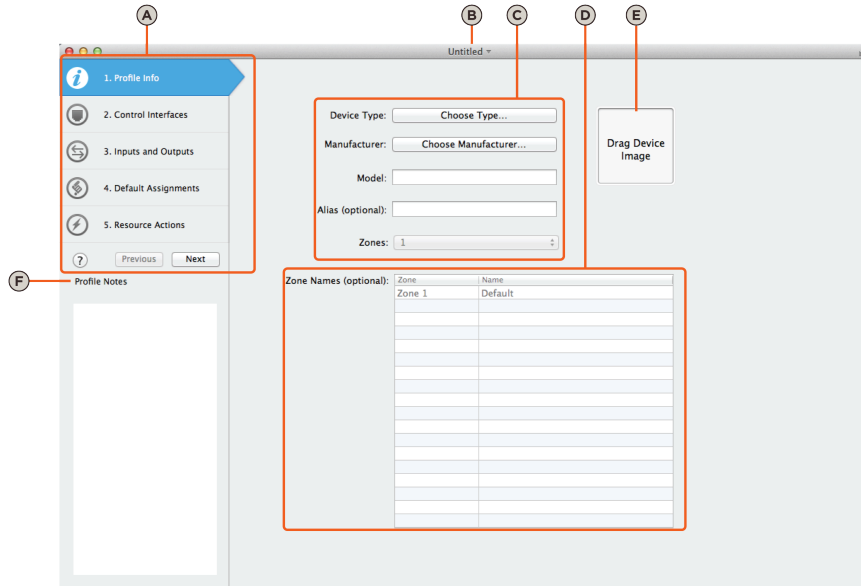 A
B
C
D
E
Untitled
1. Profile Info
2. Control Interfaces
3. Inputs and Outputs
4. Default Assignments
5. Resource Actions
?
Previous
Next
F
Profile Notes
Device Type:
Choose Type...
Manufacturer:
Choose Manufacturer...
Model:
Alias (optional):
Zones:
1
Drag Device
Image
Zone Names (optional):
Zone Name
Zone 1 Default